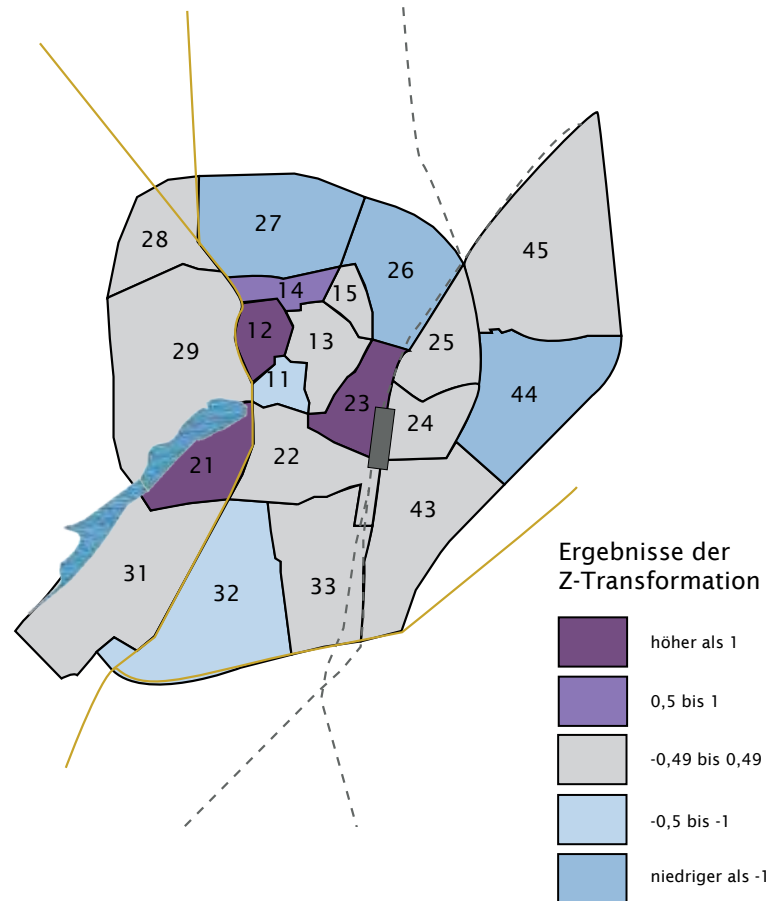 45
28
27
26
14
15
12
13
25
29
11
44
23
24
21
22
43
31
32
33
Ergebnisse der
Z-Transformation
höher als 1
0,5 bis 1
-0,49 bis 0,49
-0,5 bis -1
niedriger als -1